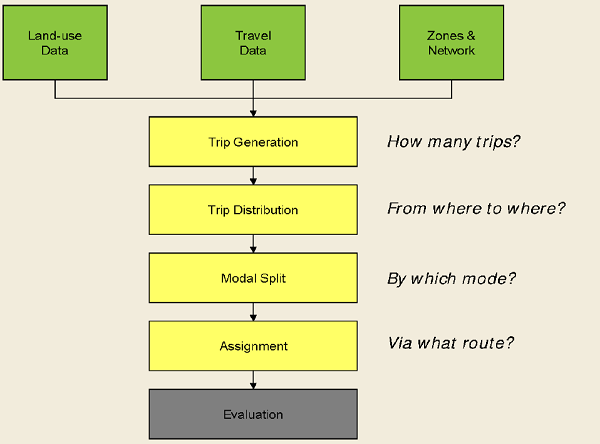 Land-use
Data
Travel
Data
Zones &
Network
Trip Generation
How many trips?
Trip Distribution
From where to where?
Modal Split
By which mode?
Assignment
Via what route?
Evaluation